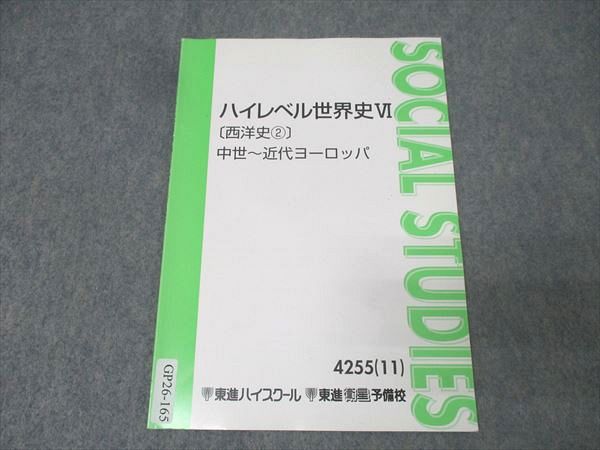 ハイレベル世界史Ⅵ
〔西洋史②〕
中世〜近代ヨーロッパ
SOCIAL STUDIES
4255(11)
東進ハイスクール 東進衛星予備校
GP26-165